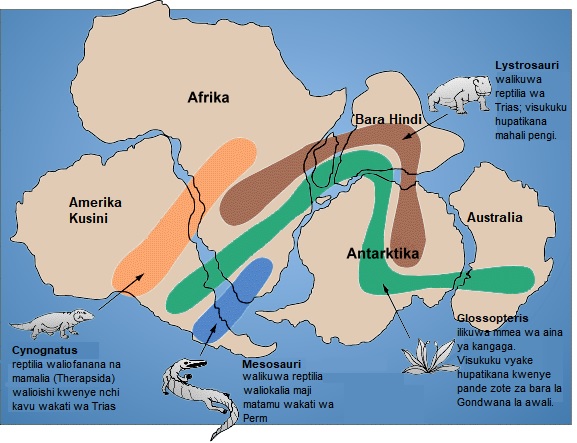 Afrika
Lystrosauri
walikuwa
reptilia wa
Trias; visukuku
hupatikana
mahali pengi.
Bara Hindi
Amerika
Kusini
Australia
Antarktika
Cynognatus
reptilia waliofanana na
mamalia (Therapsida)
walioishi kwenye nchi
kavu wakati wa Trias
Mesosauri
walikuwa reptilia
waliokalia maji
matamu wakati wa
Perm
Glossopteris
ilikuwa mmea wa aina
ya kangaga.
Visukuku vyake
hupatikana kwenye
pande zote za bara la
Gondwana la awali.